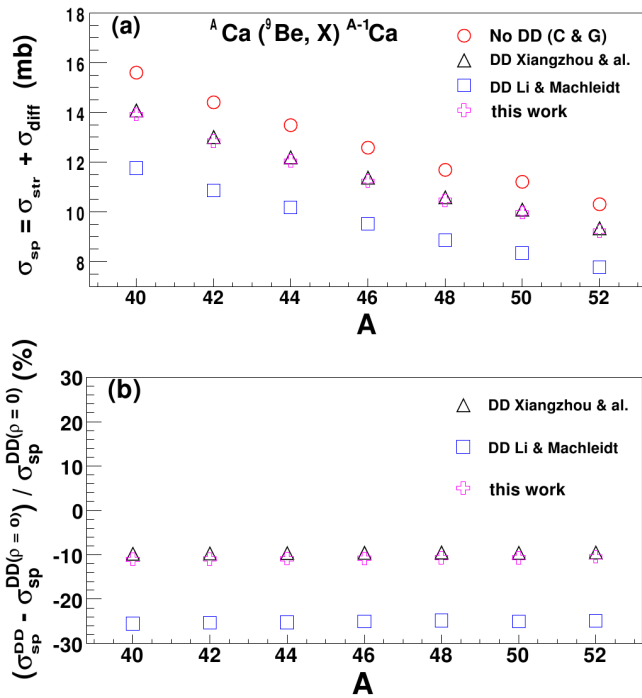 (a)
ᴬ Ca (⁹Be, X) ᴬ⁻¹Ca
No DD (C & G)
DD Xiangzhou & al.
DD Li & Machleidt
this work
σsp = σstr + σdiff (mb)
18
16
14
12
10
8
40 42 44 46 48 50 52
A
(b)
DD Xiangzhou & al.
DD Li & Machleidt
this work
(σspᴰᴰ - σspᴰᴰ⁽ρ ⁼ ⁰⁾) / σspᴰᴰ⁽ρ ⁼ ⁰⁾ (%)
30
20
10
0
-10
-20
-30
40 42 44 46 48 50 52
A